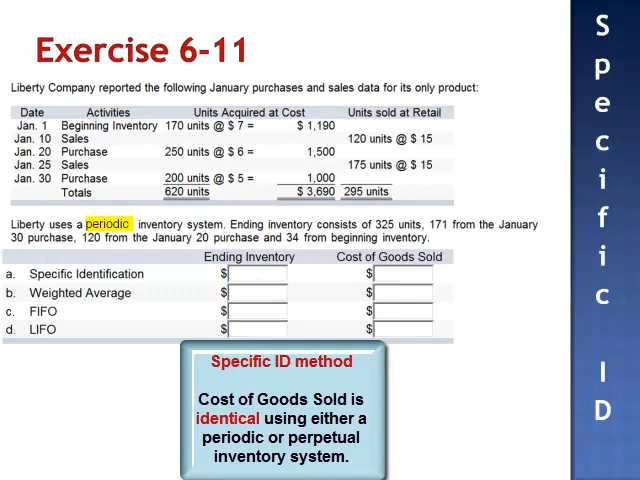 Exercise 6-11
Liberty Company reported the following January purchases and sales data for its only product:
Date Activities Units Acquired at Cost Units sold at Retail
Jan. 1 Beginning Inventory 170 units @ $ 7 = $ 1,190
Jan. 10 Sales 120 units @ $ 15
Jan. 20 Purchase 250 units @ $ 6 = 1,500
Jan. 25 Sales 175 units @ $ 15
Jan. 30 Purchase 200 units @ $ 5 = 1,000
Totals 620 units $ 3,690 295 units
Liberty uses a periodic inventory system. Ending inventory consists of 325 units, 171 from the January
30 purchase, 120 from the January 20 purchase and 34 from beginning inventory.
Ending Inventory Cost of Goods Sold
a. Specific Identification $ $
b. Weighted Average $ $
c. FIFO $ $
d. LIFO $ $
Specific ID method
Cost of Goods Sold is
identical using either a
periodic or perpetual
inventory system.
Specific ID